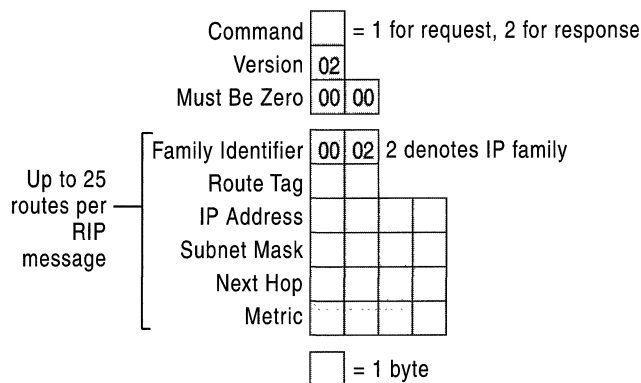 Command = 1 for request, 2 for response
Version 02
Must Be Zero 00 00
Family Identifier 00 02 2 denotes IP family
Route Tag
Up to 25 routes per RIP message
IP Address
Subnet Mask
Next Hop
Metric
= 1 byte